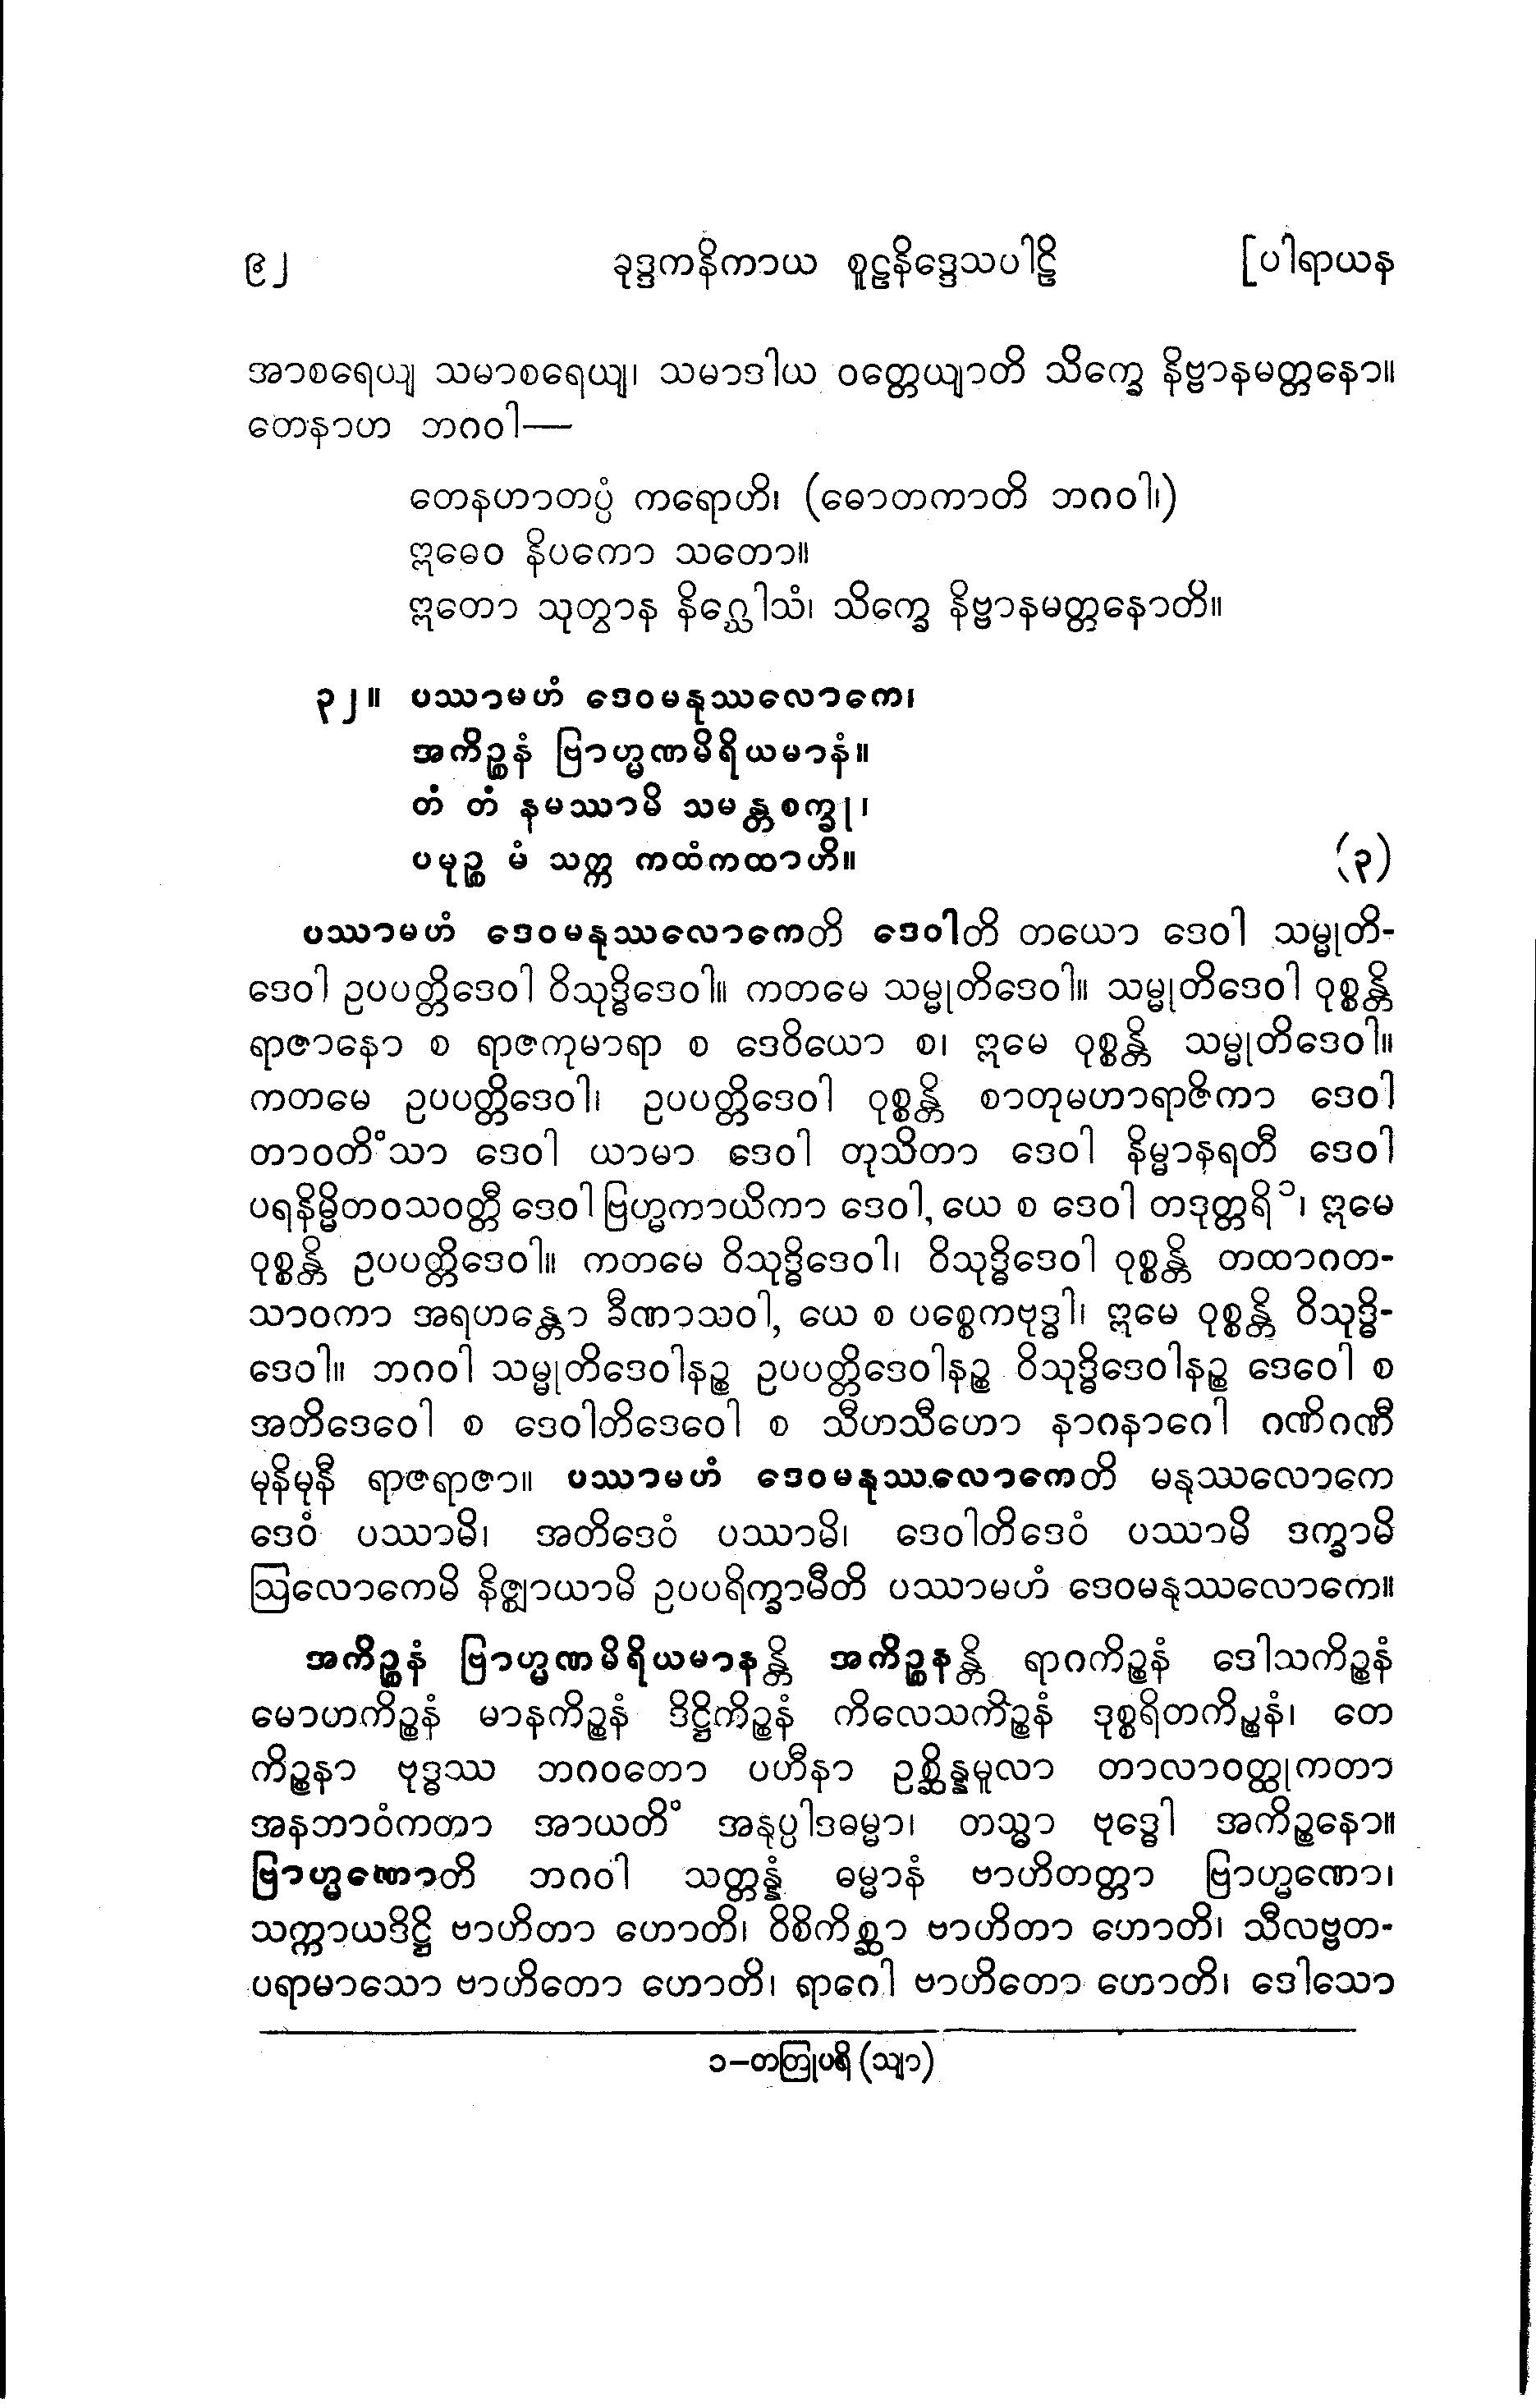 ၉၂ ခုဒ္ဒကနိကာယ စူဠနိဒ္ဒေသပါဠိ [ပါရာယန
အာစရေယျ သမာစရေယျ၊ သမာဒါယ ဝတ္တေယျာတိ သိက္ခေ နိဗ္ဗာနမတ္တနော။
တေနာဟ ဘဂဝါ—
တေနဟာတပ္ပံ ကရောဟိ၊ (ဓောတကာတိ ဘဂဝါ၊)
ဣဓေဝ နိပကော သတော။
ဣတော သုတွာန နိဂ္ဃေါသံ၊ သိက္ခေ နိဗ္ဗာနမတ္တနောတိ။
၃၂။ ပဿာမဟံ ဒေဝမနုဿလောကေ၊
အကိဉ္စနံ ဗြာဟ္မဏမိရိယမာနံ။
တံ တံ နမဿာမိ သမန္တစက္ခု၊
ပမုဉ္စ မံ သက္က ကထံကထာဟိ။ (၃)
ပဿာမဟံ ဒေဝမနုဿလောကေတိ ဒေဝါတိ တယော ဒေဝါ သမ္မုတိ-
ဒေဝါ ဥပပတ္တိဒေဝါ ဝိသုဒ္ဓိဒေဝါ။ ကတမေ သမ္မုတိဒေဝါ။ သမ္မုတိဒေဝါ ဝုစ္စန္တိ
ရာဇာနော စ ရာဇကုမာရာ စ ဒေဝိယော စ၊ ဣမေ ဝုစ္စန္တိ သမ္မုတိဒေဝါ။
ကတမေ ဥပပတ္တိဒေဝါ၊ ဥပပတ္တိဒေဝါ ဝုစ္စန္တိ စာတုမဟာရာဇိကာ ဒေဝါ
တာဝတိံသာ ဒေဝါ ယာမာ ဒေဝါ တုသိတာ ဒေဝါ နိမ္မာနရတီ ဒေဝါ
ပရနိမ္မိတဝသဝတ္တီ ဒေဝါ ဗြဟ္မကာယိကာ ဒေဝါ, ယေ စ ဒေဝါ တဒုတ္တရိ၁၊ ဣမေ
ဝုစ္စန္တိ ဥပပတ္တိဒေဝါ။ ကတမေ ဝိသုဒ္ဓိဒေဝါ၊ ဝိသုဒ္ဓိဒေဝါ ဝုစ္စန္တိ တထာဂတ-
သာဝကာ အရဟန္တော ခီဏာသဝါ, ယေ စ ပစ္စေကဗုဒ္ဓါ၊ ဣမေ ဝုစ္စန္တိ ဝိသုဒ္ဓိ-
ဒေဝါ။ ဘဂဝါ သမ္မုတိဒေဝါနဉ္စ ဥပပတ္တိဒေဝါနဉ္စ ဝိသုဒ္ဓိဒေဝါနဉ္စ ဒေဝေါ စ
အတိဒေဝေါ စ ဒေဝါတိဒေဝေါ စ သီဟသီဟော နာဂနာဂေါ ဂဏိဂဏီ
မုနိမုနီ ရာဇရာဇာ။ ပဿာမဟံ ဒေဝမနုဿလောကေတိ မနုဿလောကေ
ဒေဝံ ပဿာမိ၊ အတိဒေဝံ ပဿာမိ၊ ဒေဝါတိဒေဝံ ပဿာမိ ဒက္ခာမိ
ဩလောကေမိ နိဇ္ဈာယာမိ ဥပပရိက္ခာမီတိ ပဿာမဟံ ဒေဝမနုဿလောကေ။
အကိဉ္စနံ ဗြာဟ္မဏမိရိယမာနန္တိ အကိဉ္စနန္တိ ရာဂကိဉ္စနံ ဒေါသကိဉ္စနံ
မောဟကိဉ္စနံ မာနကိဉ္စနံ ဒိဋ္ဌိကိဉ္စနံ ကိလေသကိဉ္စနံ ဒုစ္စရိတကိဉ္စနံ၊ တေ
ကိဉ္စနာ ဗုဒ္ဓဿ ဘဂဝတော ပဟီနာ ဥစ္ဆိန္နမူလာ တာလာဝတ္ထုကတာ
အနဘာဝံကတာ အာယတိံ အနုပ္ပါဒဓမ္မာ၊ တသ္မာ ဗုဒ္ဓေါ အကိဉ္စနော။
ဗြာဟ္မဏောတိ ဘဂဝါ သတ္တန္နံ ဓမ္မာနံ ဗာဟိတတ္တာ ဗြာဟ္မဏော၊
သက္ကာယဒိဋ္ဌိ ဗာဟိတာ ဟောတိ၊ ဝိစိကိစ္ဆာ ဗာဟိတာ ဟောတိ၊ သီလဗ္ဗတ-
ပရာမာသော ဗာဟိတော ဟောတိ၊ ရာဂေါ ဗာဟိတော ဟောတိ၊ ဒေါသော
၁-တတြုပရိ (သျာ)